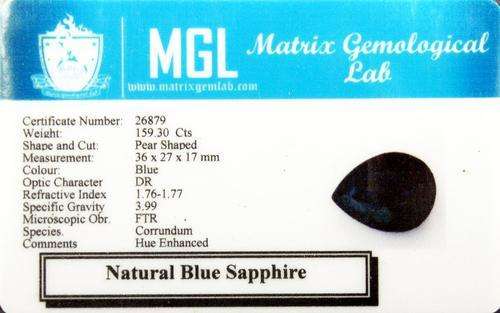 MGL
Matrix Gemological
Lab
www.matrixgemlab.com
Certificate Number: 26879
Weight: 159.30 Cts
Shape and Cut: Pear Shaped
Measurement: 36 x 27 x 17 mm
Colour: Blue
Optic Character DR
Refractive Index 1.76-1.77
Specific Gravity 3.99
Microscopic Obr. FTR
Species. Corrundum
Comments Hue Enhanced
Natural Blue Sapphire